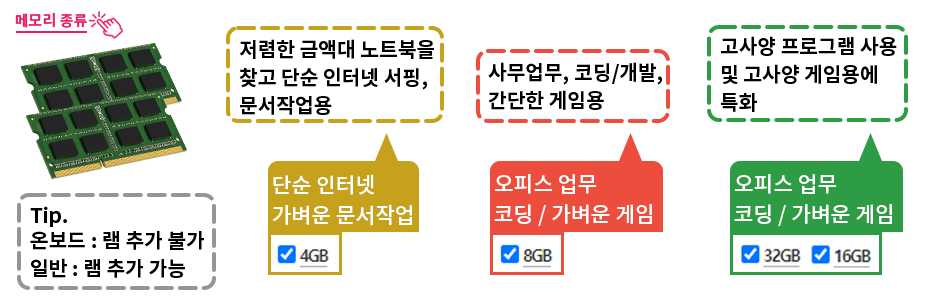 메모리 종류
저렴한 금액대 노트북을
찾고 단순 인터넷 서핑,
문서작업용
사무업무, 코딩/개발,
간단한 게임용
고사양 프로그램 사용
및 고사양 게임용에
특화
단순 인터넷
가벼운 문서작업
4GB
오피스 업무
코딩 / 가벼운 게임
8GB
오피스 업무
코딩 / 가벼운 게임
32GB 16GB
Tip.
온보드 : 램 추가 불가
일반 : 램 추가 가능